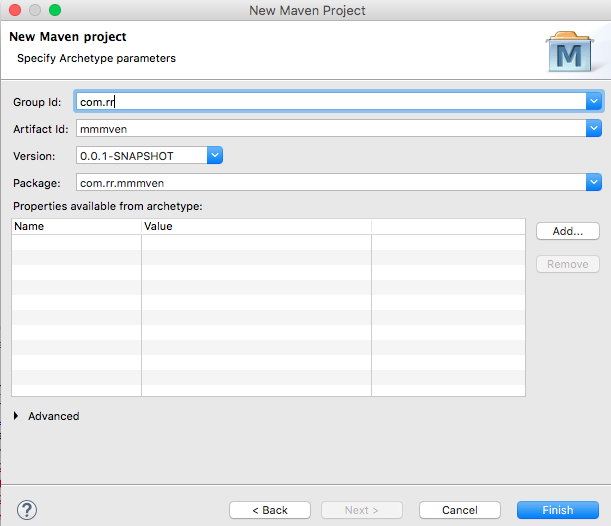 New Maven Project
New Maven project
Specify Archetype parameters
M
Group Id: com.rr
Artifact Id: mmmven
Version: 0.0.1-SNAPSHOT
Package: com.rr.mmmven
Properties available from archetype:
Name Value
Add...
Remove
Advanced
? < Back Next > Cancel Finish